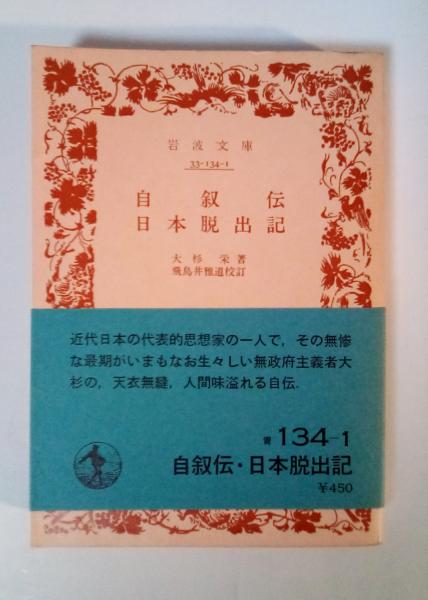 岩波文庫
33-134-1
自叙伝
日本脱出記
大杉栄著
飛鳥井雅道校訂
近代日本の代表的思想家の一人で，その無惨
な最期がいまもなお生々しい無政府主義者大
杉の，天衣無縫，人間味溢れる自伝．
青 134-1
自叙伝・日本脱出記
¥450